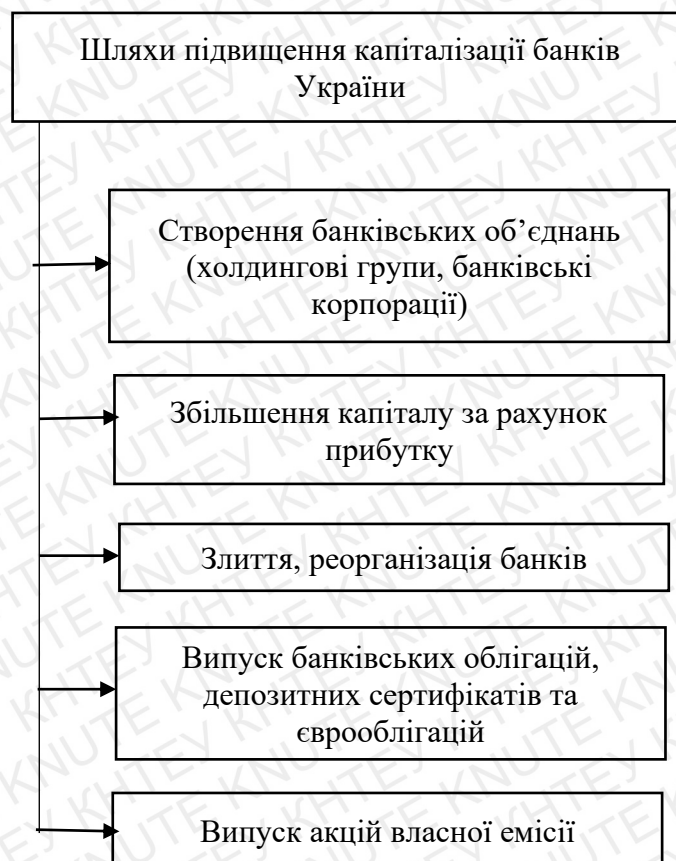 Шляхи підвищення капіталізації банків
України
Створення банківських об’єднань
(холдингові групи, банківські
корпорації)
Збільшення капіталу за рахунок
прибутку
Злиття, реорганізація банків
Випуск банківських облігацій,
депозитних сертифікатів та
єврооблігацій
Випуск акцій власної емісії